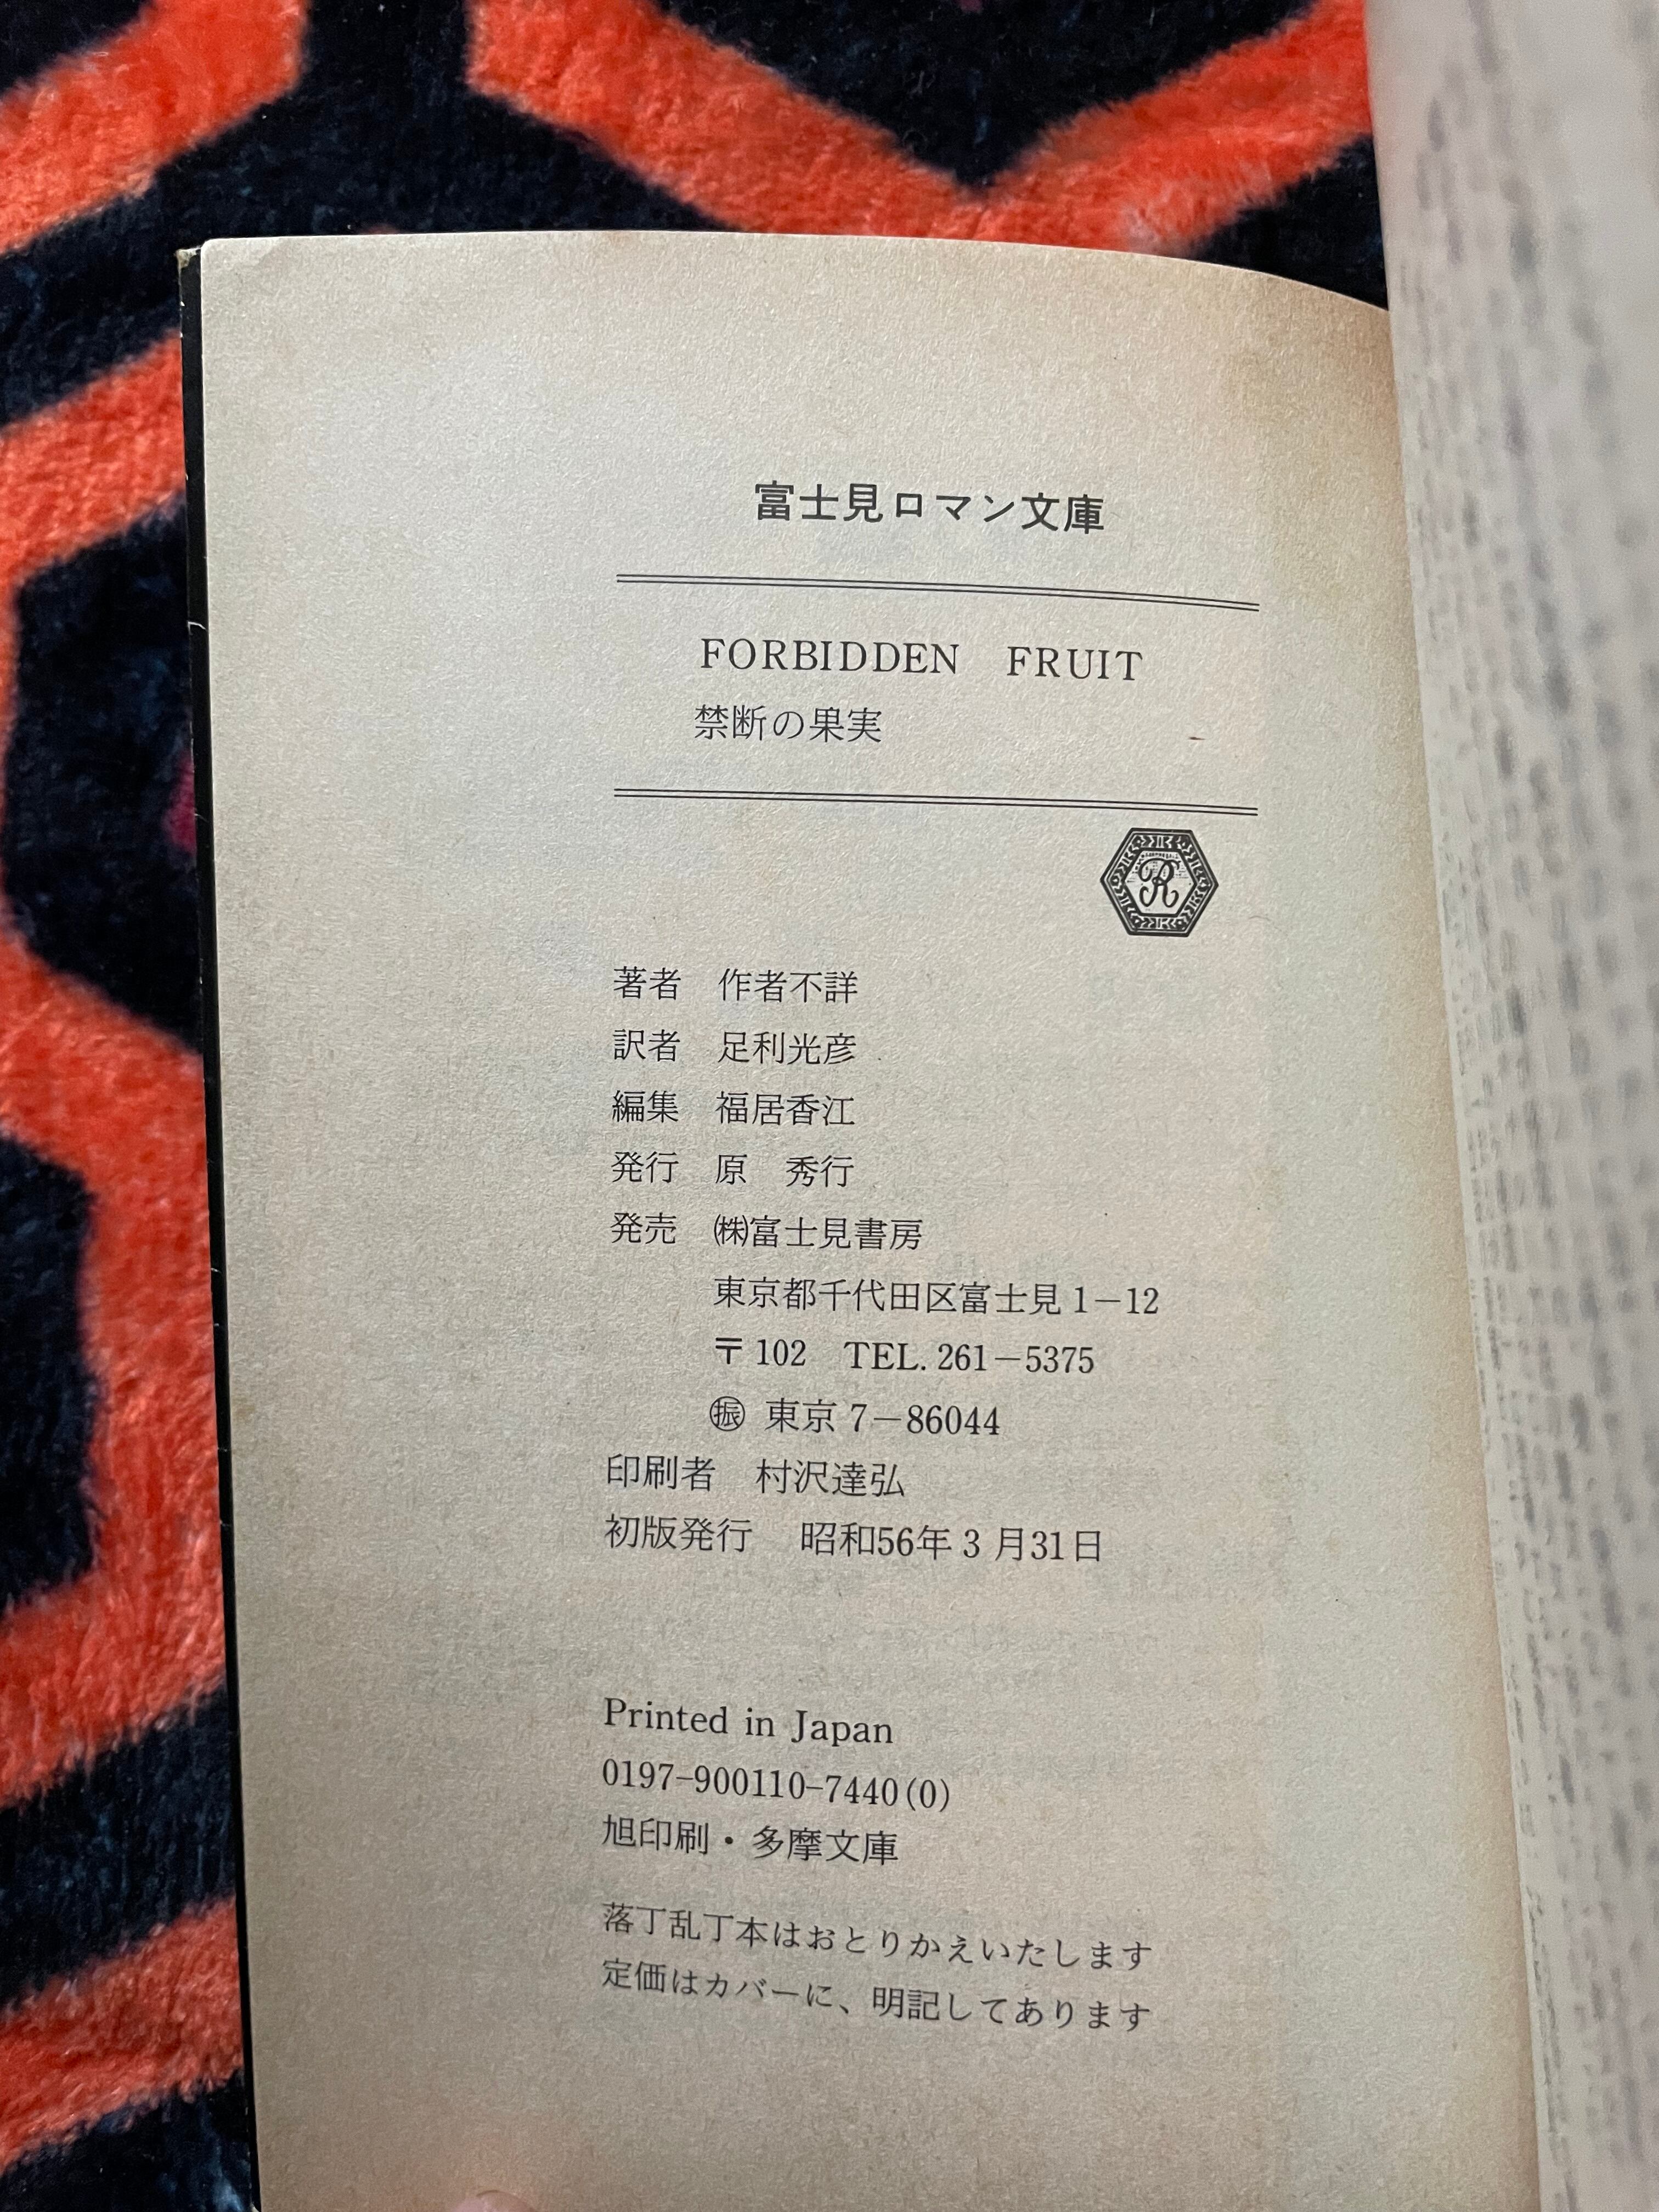 富士見ロマン文庫
FORBIDDEN FRUIT
禁断の果実
R
著者 作者不詳
訳者 足利光彦
編集 福居香江
発行 原 秀行
発売 ㈱富士見書房
東京都千代田区富士見1-12
〒102 TEL. 261-5375
㊞ 東京7-86044
印刷者 村沢達弘
初版発行 昭和56年3月31日
Printed in Japan
0197-900110-7440(0)
旭印刷・多摩文庫
落丁乱丁本はおとりかえいたします
定価はカバーに、明記してあります